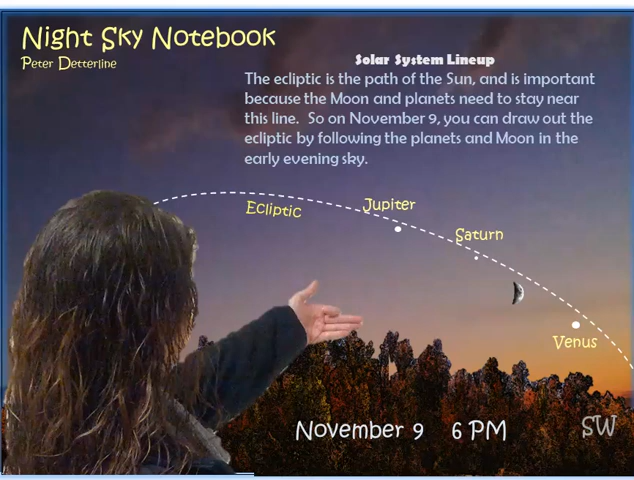 Night Sky Notebook
Peter Detterline
Solar System Lineup
The ecliptic is the path of the Sun, and is important
because the Moon and planets need to stay near
this line. So on November 9, you can draw out the
ecliptic by following the planets and Moon in the
early evening sky.
Ecliptic
Jupiter
Saturn
Venus
November 9 6 PM
SW